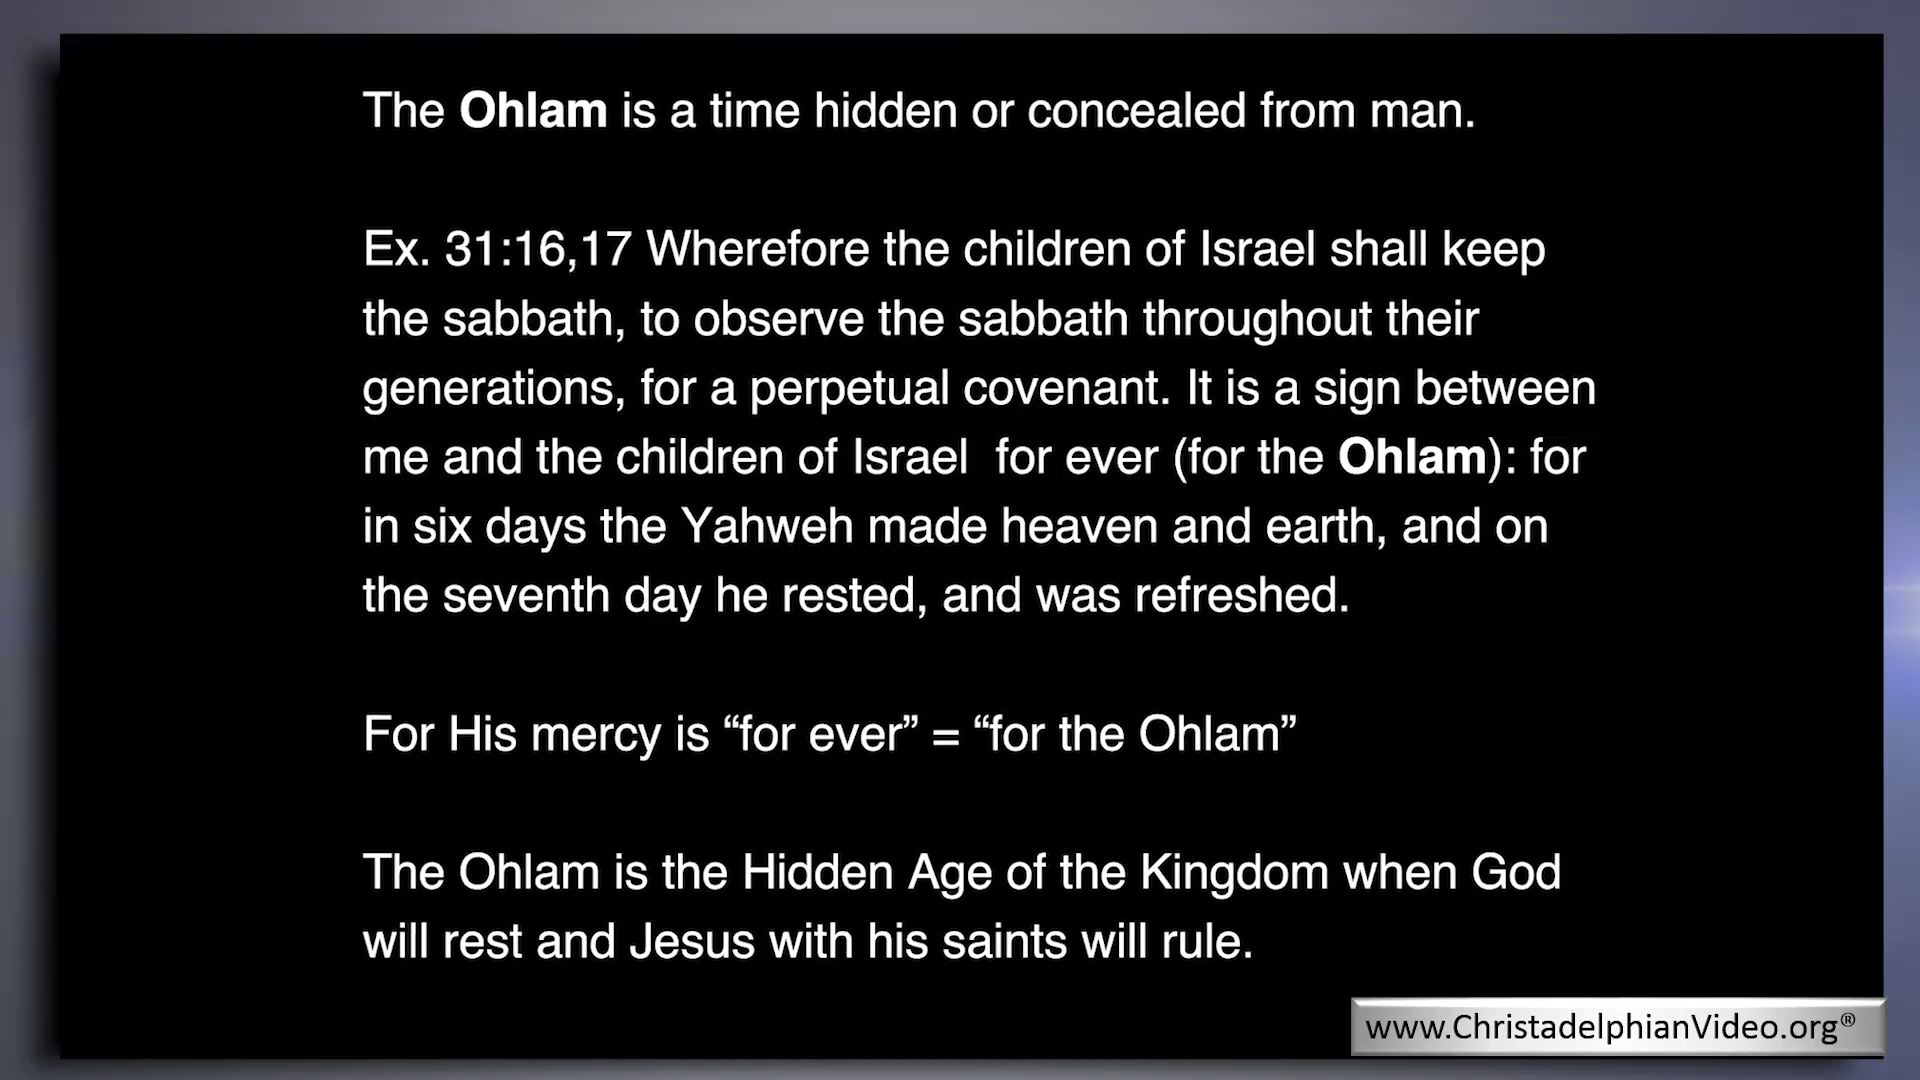 The Ohlam is a time hidden or concealed from man.
Ex. 31:16,17 Wherefore the children of Israel shall keep
the sabbath, to observe the sabbath throughout their
generations, for a perpetual covenant. It is a sign between
me and the children of Israel  for ever (for the Ohlam): for
in six days the Yahweh made heaven and earth, and on
the seventh day he rested, and was refreshed.
For His mercy is “for ever” = “for the Ohlam”
The Ohlam is the Hidden Age of the Kingdom when God
will rest and Jesus with his saints will rule.
www.ChristadelphianVideo.org®